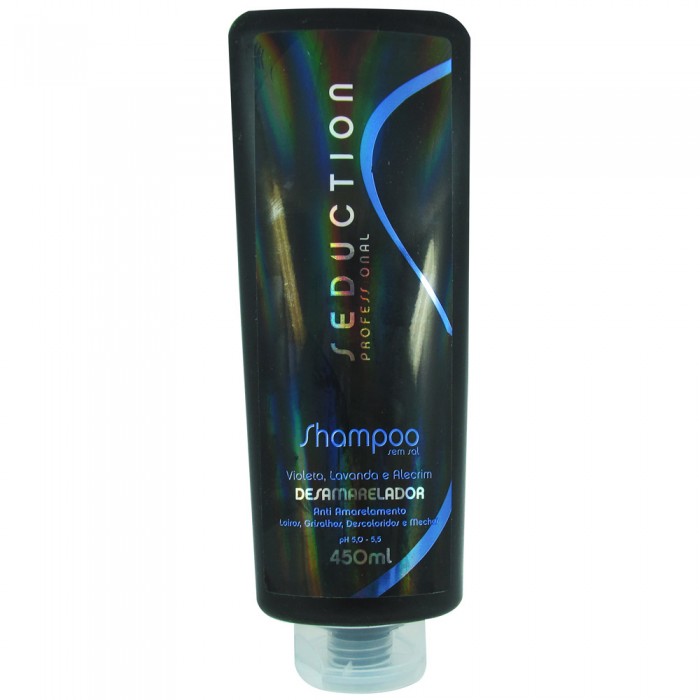 SEDUCTION
PROFESSIONAL
Shampoo
sem sal
Violeta, Lavanda e Alecrim
DESAMARELADOR
Anti Amarelamento
Loiros, Grisalhos, Descoloridos e Mechas
pH 5,0 - 5,5
450ml